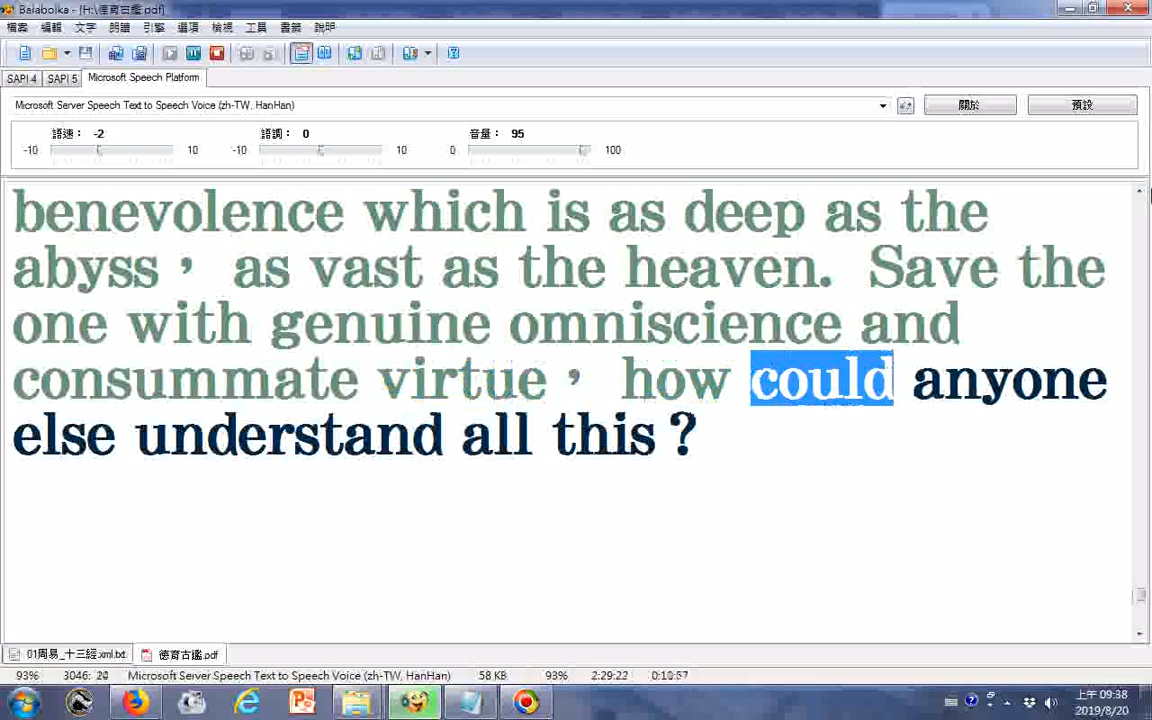 Balabolka - [H:\德育古鑑.pdf]
檔案 編輯 文字 朗讀 引擎 選項 檢視 工具 書籤 說明
SAPI 4 SAPI 5 Microsoft Speech Platform
Microsoft Server Speech Text to Speech Voice (zh-TW, HanHan) 關於 預設
語速： -2 語調： 0 音量： 95
-10 10 -10 10 0 100
benevolence which is as deep as the
abyss， as vast as the heaven. Save the
one with genuine omniscience and
consummate virtue， how could anyone
else understand all this？
01周易_十三經.xml.txt 德育古鑑.pdf
93% 3046: 20 Microsoft Server Speech Text to Speech Voice (zh-TW, HanHan) 58 KB 93% 2:29:22 0:10:57
上午 09:38
2019/8/20